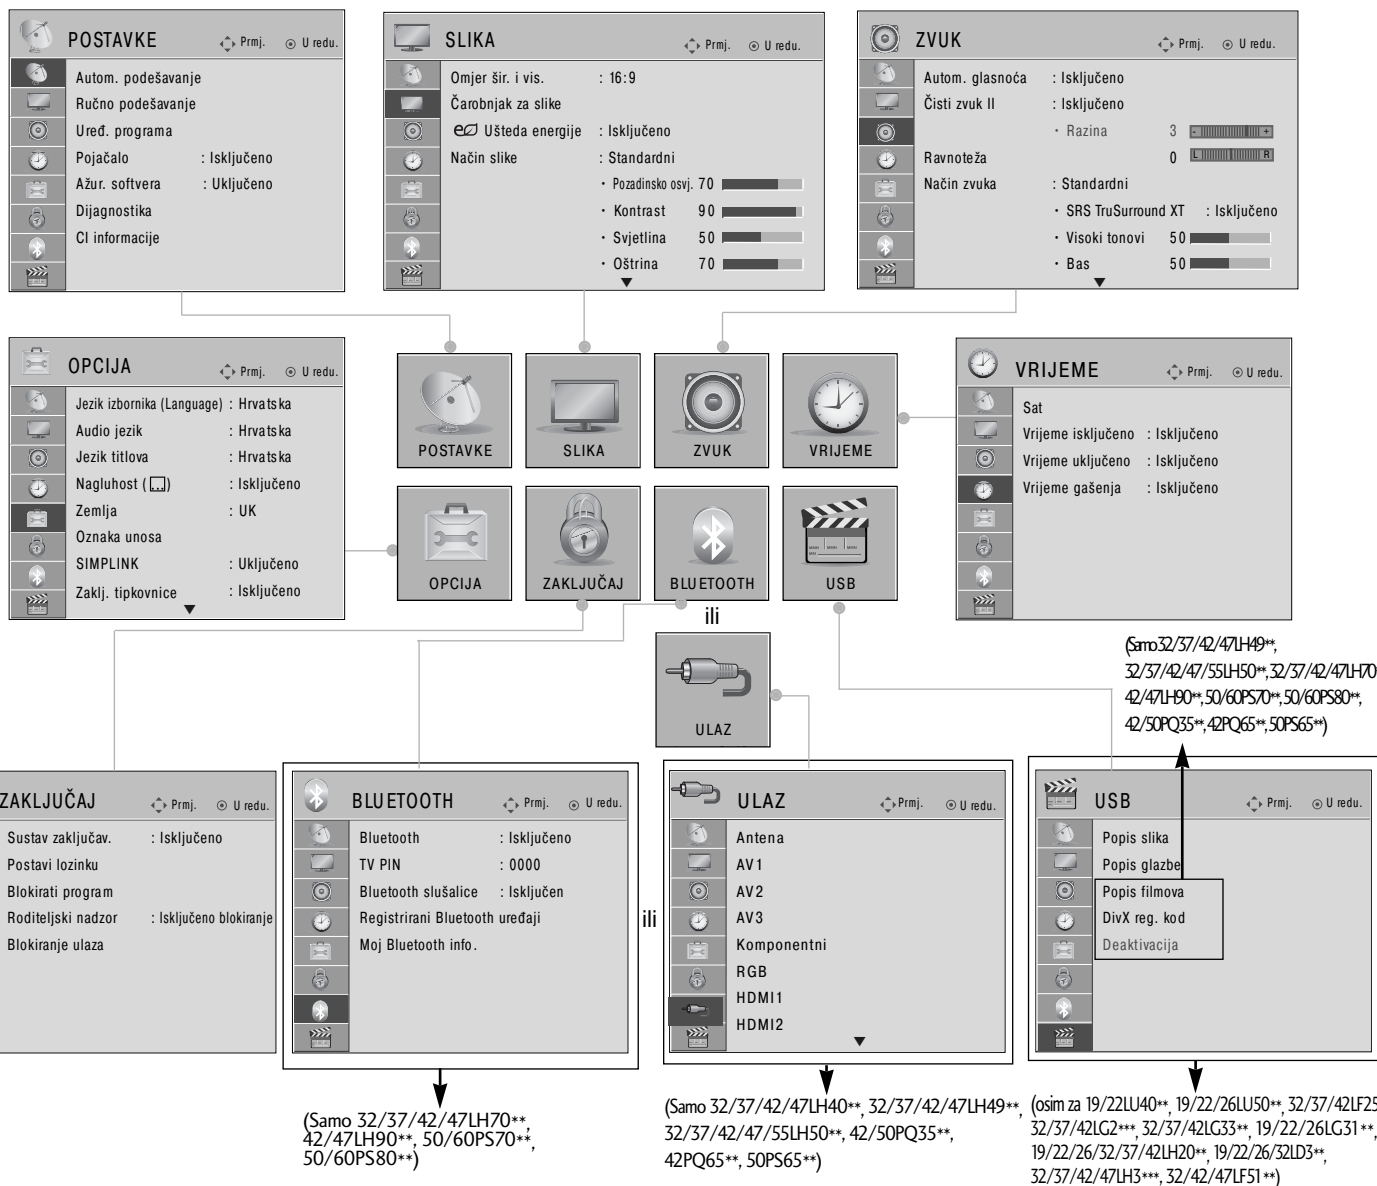 POSTAVKE Prmj. U redu.
Autom. podešavanje
Ručno podešavanje
Uređ. programa
Pojačalo : Isključeno
Ažur. softvera : Uključeno
Dijagnostika
CI informacije
SLIKA Prmj. U redu.
Omjer šir. i vis. : 16:9
Čarobnjak za slike
Ušteda energije : Isključeno
Način slike : Standardni
• Pozadinsko osvj. 70
• Kontrast 90
• Svjetlina 50
• Oštrina 70
ZVUK Prmj. U redu.
Autom. glasnoća : Isključeno
Čisti zvuk II : Isključeno
• Razina 3 - +
Ravnoteža 0 L R
Način zvuka : Standardni
• SRS TruSurround XT : Isključeno
• Visoki tonovi 50
• Bas 50
OPCIJA Prmj. U redu.
Jezik izbornika (Language) : Hrvatska
Audio jezik : Hrvatska
Jezik titlova : Hrvatska
Nagluhost ( ) : Isključeno
Zemlja : UK
Oznaka unosa
SIMPLINK : Uključeno
Zaklj. tipkovnice : Isključeno
POSTAVKE
SLIKA
ZVUK
VRIJEME
OPCIJA
ZAKLJUČAJ
BLUETOOTH
USB
ili
ULAZ
VRIJEME Prmj. U redu.
Sat
Vrijeme isključeno : Isključeno
Vrijeme uključeno : Isključeno
Vrijeme gašenja : Isključeno
(Samo 32/37/42/47LH49**,
32/37/42/47/55LH50**, 32/37/42/47LH70
42/47LH90**, 50/60PS70**, 50/60PS80**,
42/50PQ35**, 42PQ65**, 50PS65**)
ZAKLJUČAJ Prmj. U redu.
Sustav zaključav. : Isključeno
Postavi lozinku
Blokirati program
Roditeljski nadzor : Isključeno blokiranje
Blokiranje ulaza
BLUETOOTH Prmj. U redu.
Bluetooth : Isključeno
TV PIN : 0000
Bluetooth slušalice : Isključen
Registrirani Bluetooth uređaji
Moj Bluetooth info.
ili
ULAZ Prmj. U redu.
Antena
AV1
AV2
AV3
Komponentni
RGB
HDMI1
HDMI2
USB Prmj. U redu.
Popis slika
Popis glazbe
Popis filmova
DivX reg. kod
Deaktivacija
(Samo 32/37/42/47LH70**,
42/47LH90**, 50/60PS70**,
50/60PS80**)
(Samo 32/37/42/47LH40**, 32/37/42/47LH49**,
32/37/42/47/55LH50**, 42/50PQ35**,
42PQ65**, 50PS65**)
(osim za 19/22LU40**, 19/22/26LU50**, 32/37/42LF25
32/37/42LG2***, 32/37/42LG33**, 19/22/26LG31**,
19/22/26/32/37/42LH20**, 19/22/26/32LD3**,
32/37/42/47LH3***, 32/42/47LF51**)